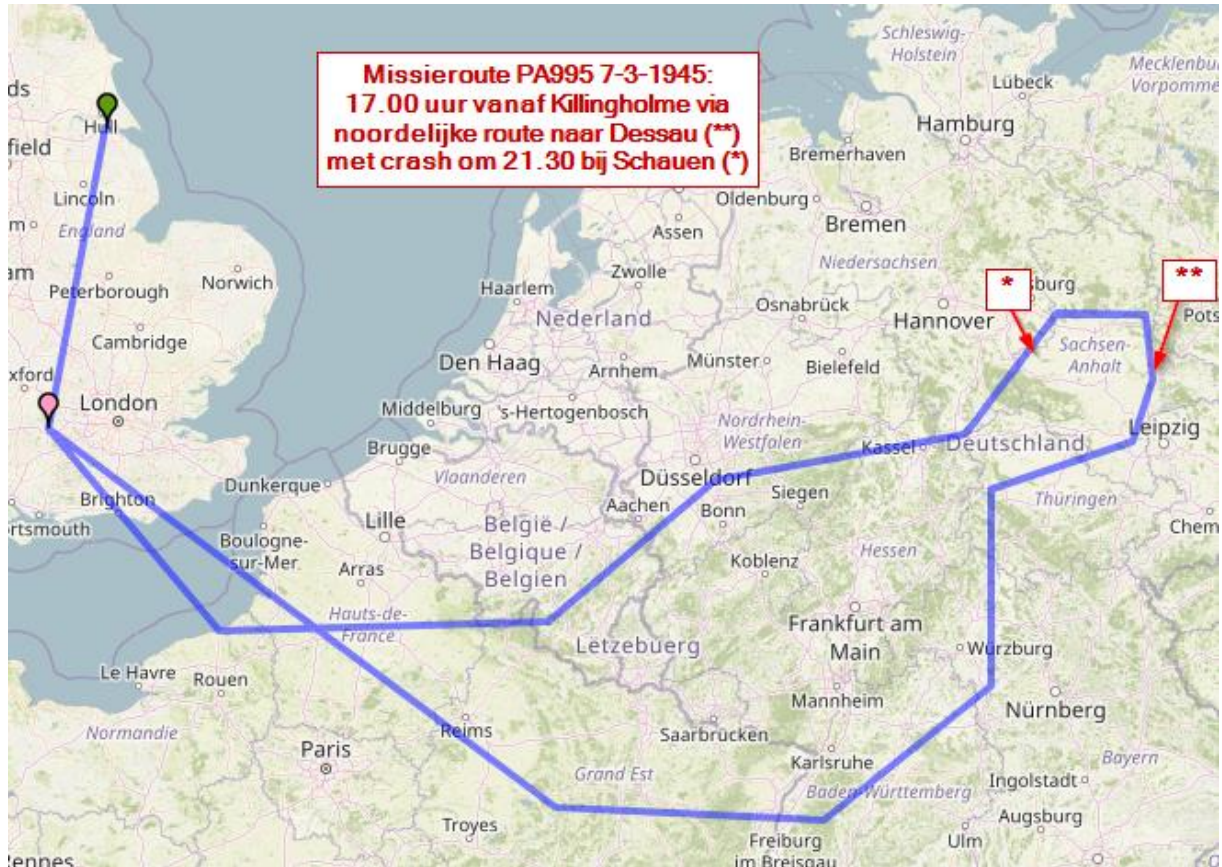 Missieroute PA995 7-3-1945:
17.00 uur vanaf Killingholme via
noordelijke route naar Dessau (**)
met crash om 21.30 bij Schauen (*)
Schleswig-
Holstein
Lübeck
Mecklenbu
Vorpomme
Hamburg
Bremerhaven
ds
Hull
field
Lincoln
England
Oldenburg
Bremen
Assen
Niedersachsen
Zwolle
am
Peterborough
Norwich
Haarlem
Nederland
Osnabrück
Hannover
*
sburg
**
Pots
Cambridge
Den Haag
Arnhem
Münster
Bielefeld
Sachsen-
Anhalt
xford
London
Middelburg
's-Hertogenbosch
Nordrhein-
Westfalen
Kassel
Deutschland
Leipzig
Brugge
Vlaanderen
Düsseldorf
Dunkerque
Brighton
ortsmouth
Lille
België /
Belgique /
Belgien
Aachen
Bonn
Siegen
Thüringen
Chem
Boulogne-
sur-Mer
Arras
Koblenz
Hessen
Hauts-de-
France
Letzebuerg
Frankfurt am
Main
Würzburg
Le Havre
Rouen
Mannheim
Nürnberg
Normandie
Reims
Saarbrücken
Paris
Grand Est
Karlsruhe
Baden-Württemberg
Bayern
Ingolstadt
Troyes
Augsburg
Freiburg
im Breisgau
Ulm
Rennes